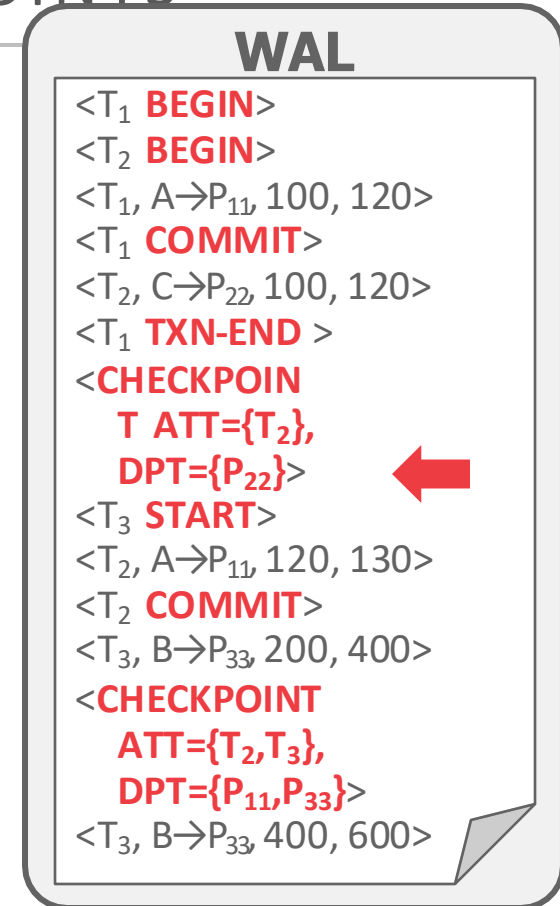 WAL
<T₁ BEGIN>
<T₂ BEGIN>
<T₁, A→P₁₁, 100, 120>
<T₁ COMMIT>
<T₂, C→P₂₂, 100, 120>
<T₁ TXN-END >
<CHECKPOIN
T ATT={T₂},
DPT={P₂₂}>
<T₃ START>
<T₂, A→P₁₁, 120, 130>
<T₂ COMMIT>
<T₃, B→P₃₃, 200, 400>
<CHECKPOINT
ATT={T₂,T₃},
DPT={P₁₁,P₃₃}>
<T₃, B→P₃₃, 400, 600>